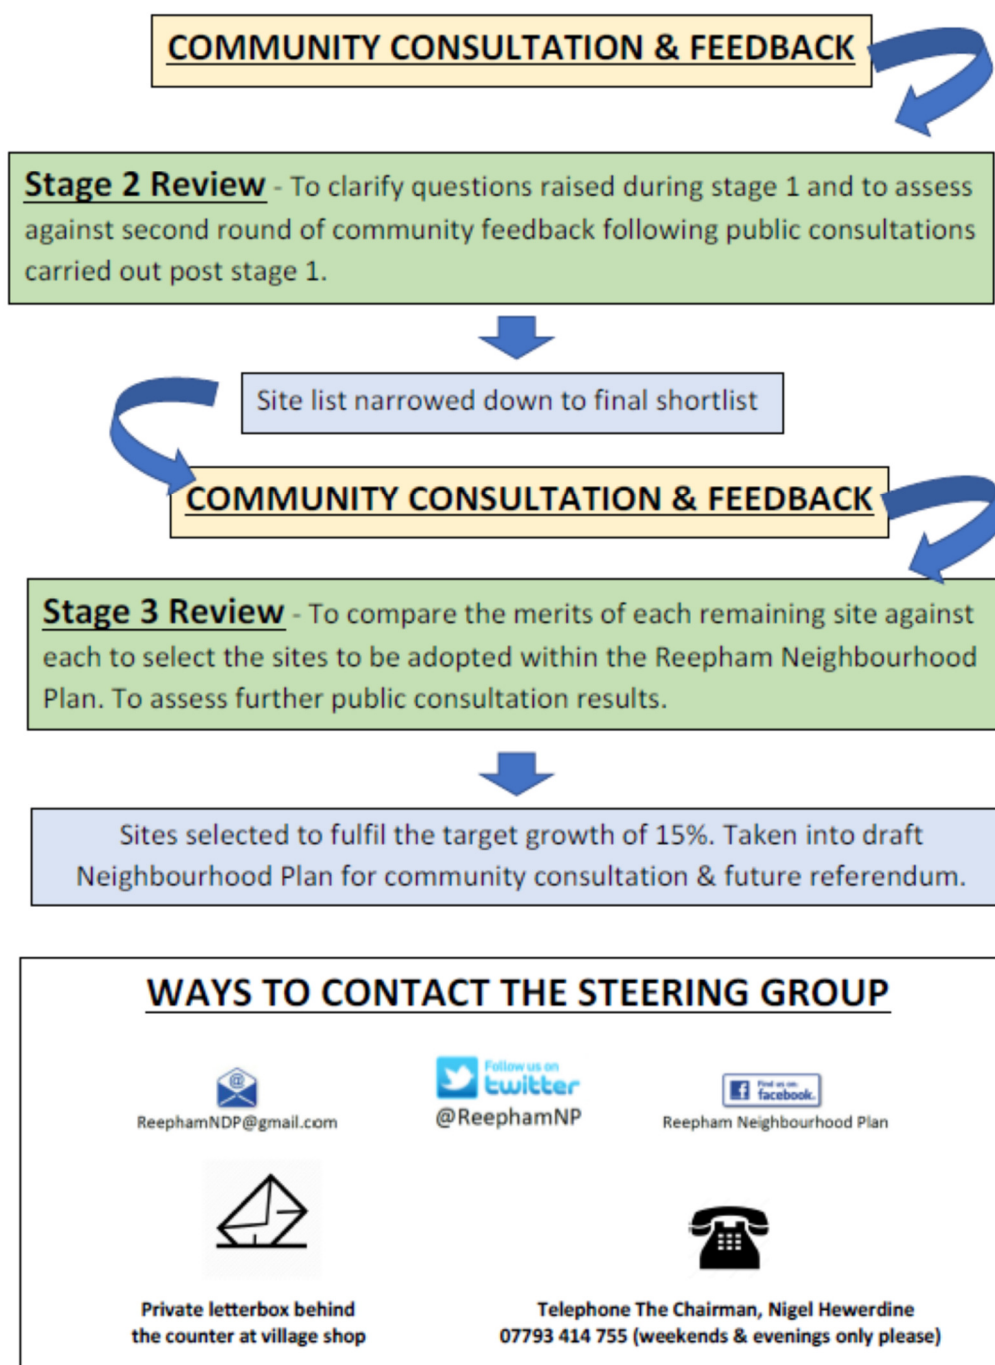 COMMUNITY CONSULTATION & FEEDBACK
Stage 2 Review - To clarify questions raised during stage 1 and to assess
against second round of community feedback following public consultations
carried out post stage 1.
Site list narrowed down to final shortlist
COMMUNITY CONSULTATION & FEEDBACK
Stage 3 Review - To compare the merits of each remaining site against
each to select the sites to be adopted within the Reepham Neighbourhood
Plan. To assess further public consultation results.
Sites selected to fulfil the target growth of 15%. Taken into draft
Neighbourhood Plan for community consultation & future referendum.
WAYS TO CONTACT THE STEERING GROUP
@
ReephamNDP@gmail.com
Follow us on
twitter
@ReephamNP
f
Find us on
facebook.
Reepham Neighbourhood Plan
Private letterbox behind
the counter at village shop
Telephone The Chairman, Nigel Hewerdine
07793 414 755 (weekends & evenings only please)